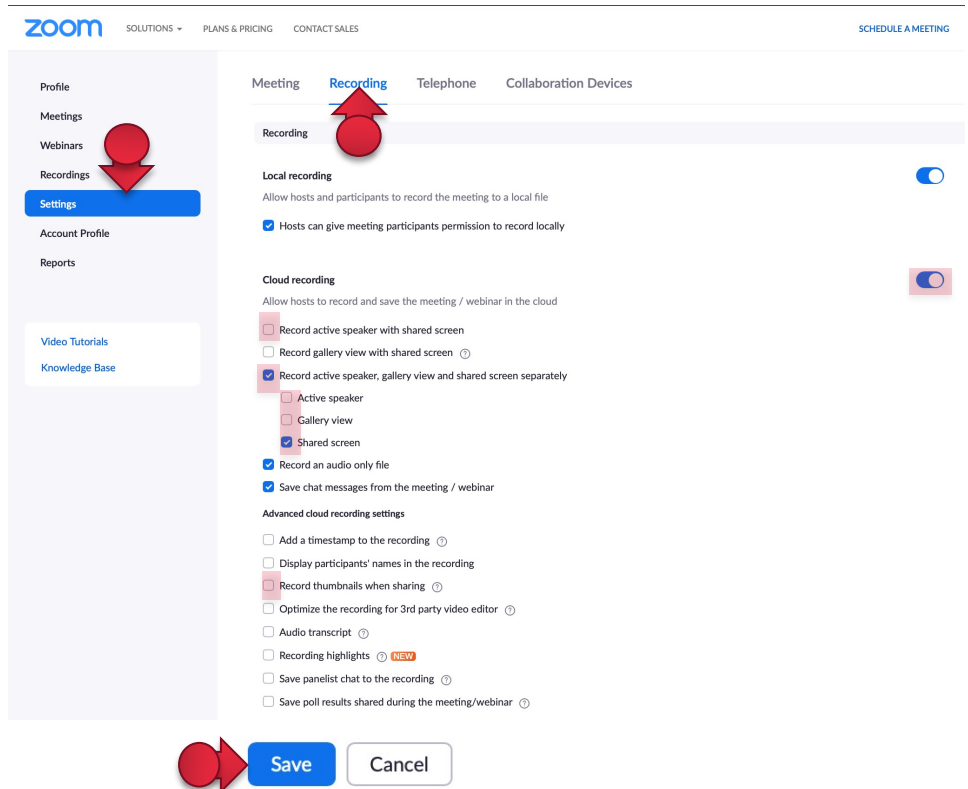 zoom SOLUTIONS PLANS & PRICING CONTACT SALES SCHEDULE A MEETING
Profile
Meetings
Webinars
Recordings
Settings
Account Profile
Reports
Video Tutorials
Knowledge Base
Meeting Recording Telephone Collaboration Devices
Recording
Local recording
Allow hosts and participants to record the meeting to a local file
Hosts can give meeting participants permission to record locally
Cloud recording
Allow hosts to record and save the meeting / webinar in the cloud
Record active speaker with shared screen
Record gallery view with shared screen ?
Record active speaker, gallery view and shared screen separately
Active speaker
Gallery view
Shared screen
Record an audio only file
Save chat messages from the meeting / webinar
Advanced cloud recording settings
Add a timestamp to the recording ?
Display participants' names in the recording
Record thumbnails when sharing ?
Optimize the recording for 3rd party video editor ?
Audio transcript ?
Recording highlights ? NEW
Save panelist chat to the recording ?
Save poll results shared during the meeting/webinar ?
Save Cancel